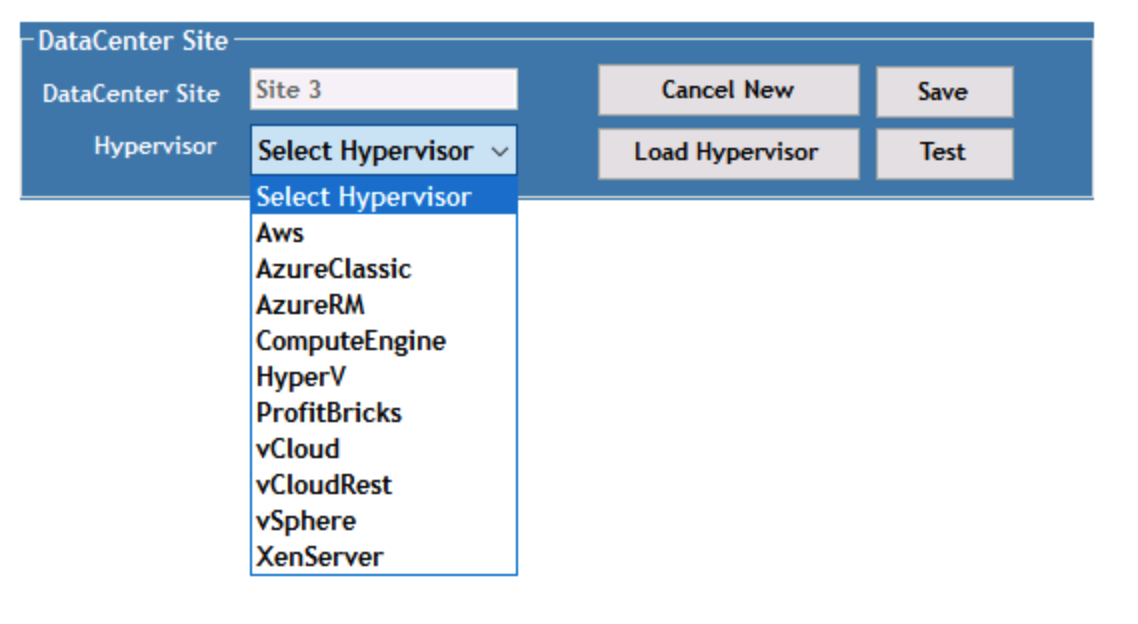 DataCenter Site
DataCenter Site Site 3 Cancel New Save
Hypervisor Select Hypervisor Load Hypervisor Test
Select Hypervisor
Aws
AzureClassic
AzureRM
ComputeEngine
HyperV
ProfitBricks
vCloud
vCloudRest
vSphere
XenServer